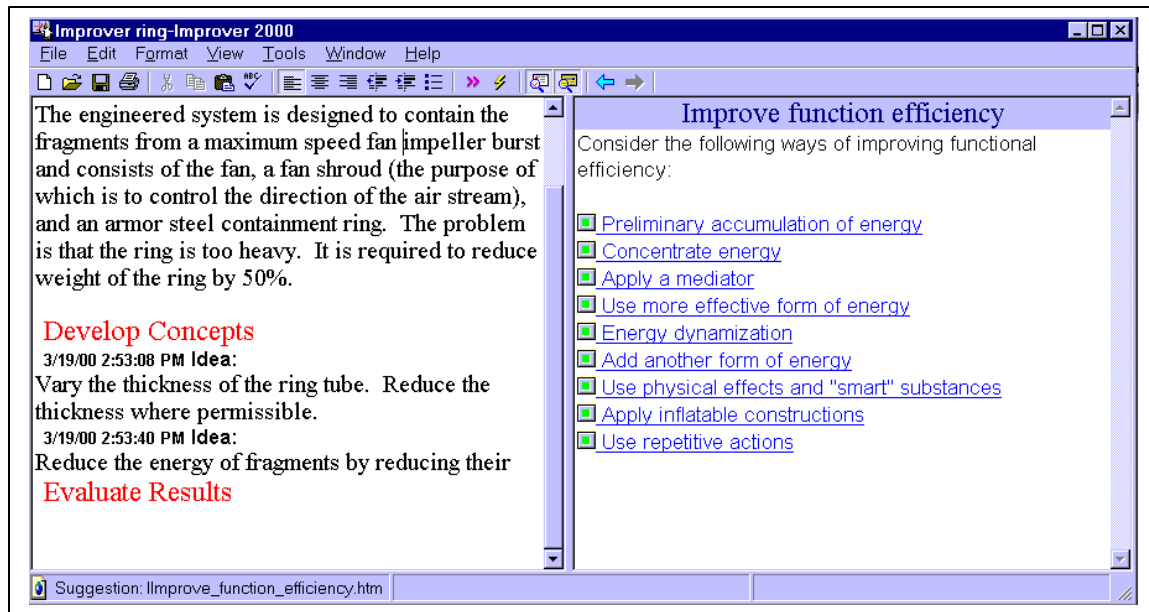 Improver ring-Improver 2000
File Edit Format View Tools Window Help
ABC
The engineered system is designed to contain the
fragments from a maximum speed fan impeller burst
and consists of the fan, a fan shroud (the purpose of
which is to control the direction of the air stream),
and an armor steel containment ring. The problem
is that the ring is too heavy. It is required to reduce
weight of the ring by 50%.
Develop Concepts
3/19/00 2:53:08 PM Idea:
Vary the thickness of the ring tube. Reduce the
thickness where permissible.
3/19/00 2:53:40 PM Idea:
Reduce the energy of fragments by reducing their
Evaluate Results
Improve function efficiency
Consider the following ways of improving functional
efficiency:
Preliminary accumulation of energy
Concentrate energy
Apply a mediator
Use more effective form of energy
Energy dynamization
Add another form of energy
Use physical effects and "smart" substances
Apply inflatable constructions
Use repetitive actions
Suggestion: IImprove_function_efficiency.htm